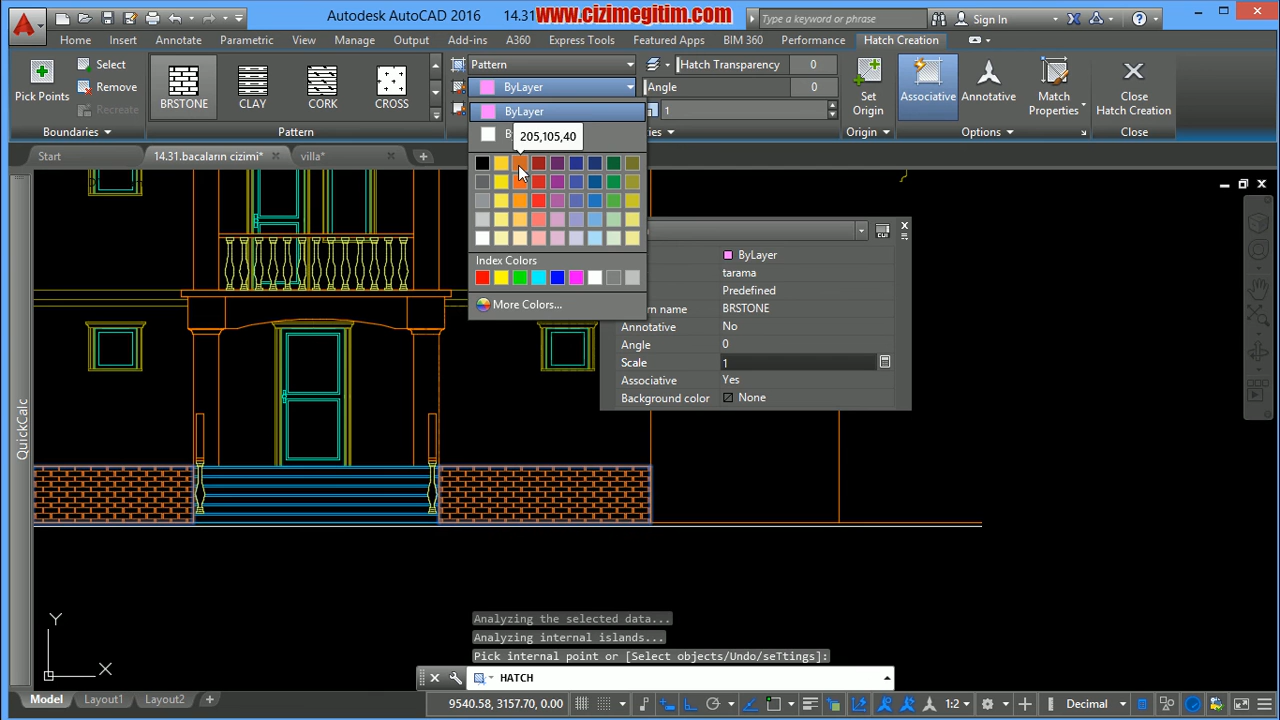 Autodesk AutoCAD 2016 14.31
www.cizimegitim.com
Type a keyword or phrase
Sign In
Home Insert Annotate Parametric View Manage Output Add-ins A360 Express Tools Featured Apps BIM 360 Performance Hatch Creation
Pick Points
Select
Remove
Recreate
Boundaries
BRSTONE CLAY CORK CROSS
Pattern
Pattern
ByLayer
Hatch Transparency 0
Angle 0
1
Set Origin
Origin
Associative
Annotative
Match Properties
Options
Close Hatch Creation
Close
ByLayer
205,105,40
Index Colors
More Colors...
Start
14.31.bacaların cizimi*
villa*
QuickCalc
ByLayer
tarama
Predefined
BRSTONE
Annotative No
Angle 0
Scale 1
Associative Yes
Background color None
Y
X
Analyzing the selected data...
Analyzing internal islands...
Pick internal point or [Select objects/Undo/seTtings]:
HATCH
Model Layout1 Layout2 +
9540.58, 3157.70, 0.00
1:2
Decimal